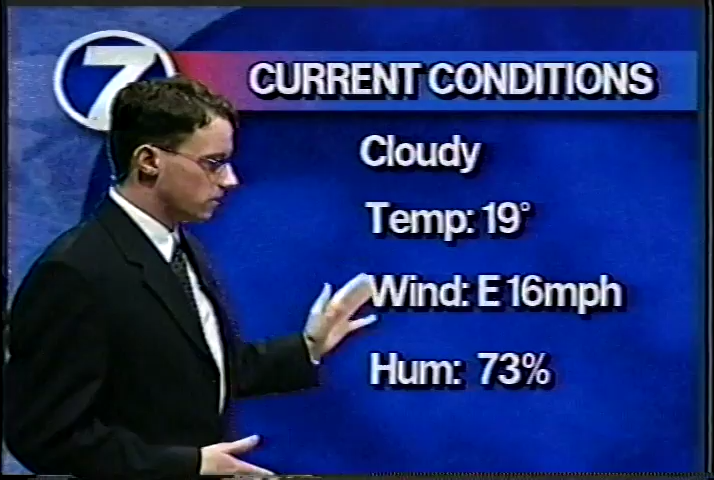 7
CURRENT CONDITIONS
Cloudy
Temp: 19°
Wind: E 16mph
Hum: 73%